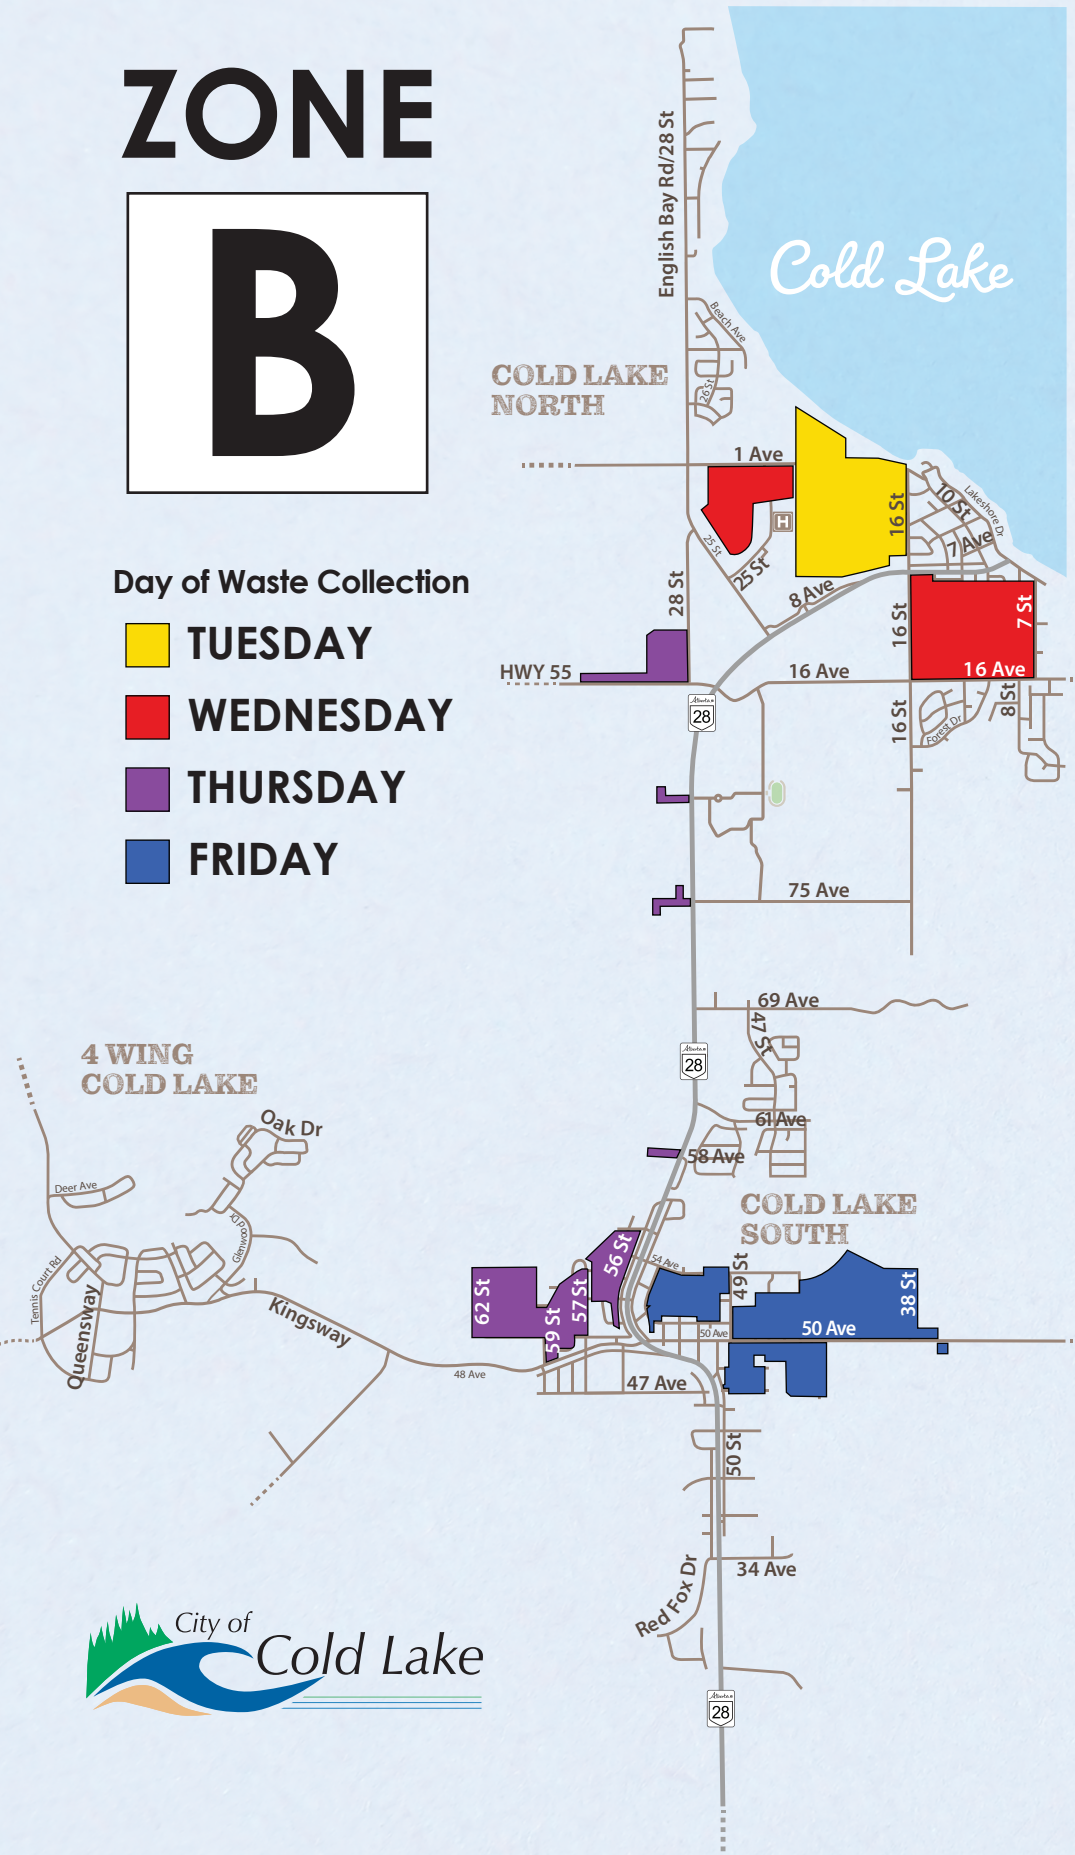 ZONE
B
Day of Waste Collection
TUESDAY
WEDNESDAY
THURSDAY
FRIDAY
Cold Lake
English Bay Rd/28 St
Beach Ave
26 St
COLD LAKE
NORTH
1 Ave
H
25 St
25 St
28 St
8 Ave
16 St
10 St
Lakeshore Dr
7 Ave
16 St
7 St
16 Ave
HWY 55
16 Ave
8 St
16 St
Forest Dr
Alberta
28
75 Ave
69 Ave
47 St
Alberta
28
61 Ave
58 Ave
4 WING
COLD LAKE
Oak Dr
Deer Ave
Glenwood Pl
Tennis Court Rd
Queensway
Kingsway
COLD LAKE
SOUTH
56 St
54 Ave
49 St
62 St
57 St
59 St
38 St
50 Ave
50 Ave
48 Ave
47 Ave
50 St
34 Ave
Red Fox Dr
Alberta
28
City of
Cold Lake